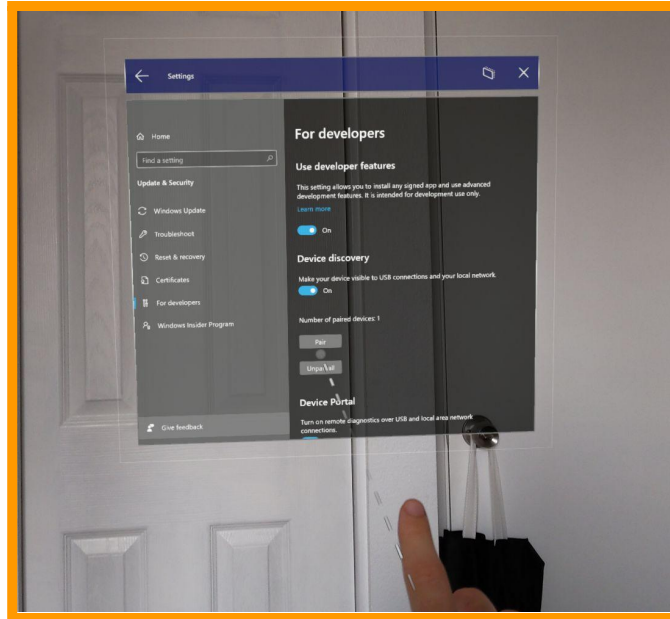 Settings
Home
Find a setting
Update & Security
Windows Update
Troubleshoot
Reset & recovery
Certificates
For developers
Windows Insider Program
Give feedback
For developers
Use developer features
This setting allows you to install any signed app and use advanced
development features. It is intended for development use only.
Learn more
On
Device discovery
Make your device visible to USB connections and your local network
On
Number of paired devices: 1
Pair
Unpair all
Device Portal
Turn on remote diagnostics over USB and local area network
connections.